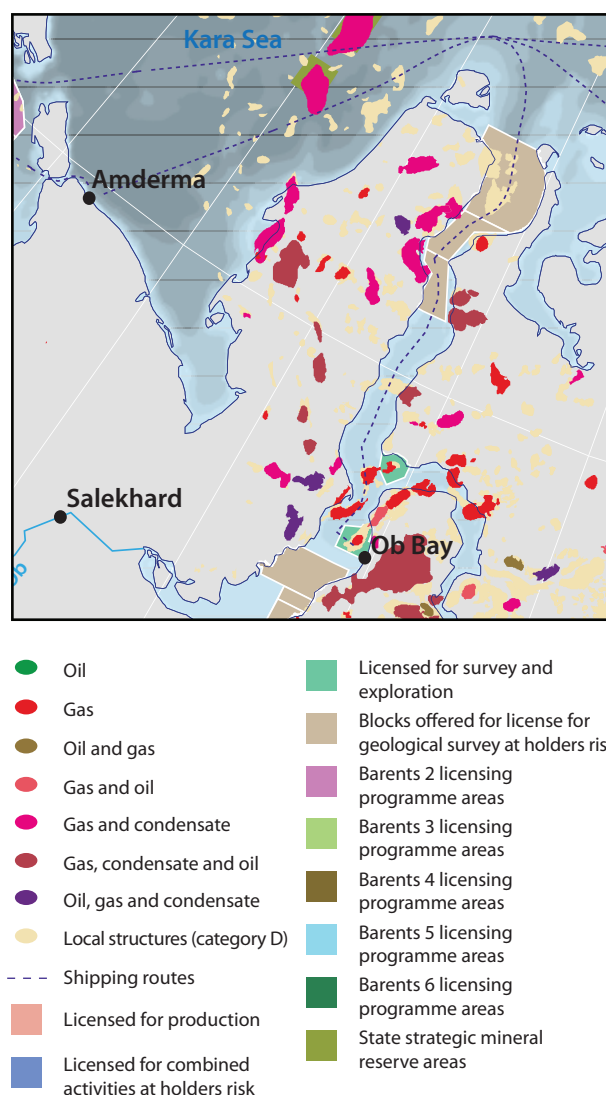 Kara Sea
Amderma
Salekhard
Ob Bay
Ob
Oil
Gas
Oil and gas
Gas and oil
Gas and condensate
Gas, condensate and oil
Oil, gas and condensate
Local structures (category D)
Shipping routes
Licensed for production
Licensed for combined
activities at holders risk
Licensed for survey and
exploration
Blocks offered for license for
geological survey at holders ris
Barents 2 licensing
programme areas
Barents 3 licensing
programme areas
Barents 4 licensing
programme areas
Barents 5 licensing
programme areas
Barents 6 licensing
programme areas
State strategic mineral
reserve areas